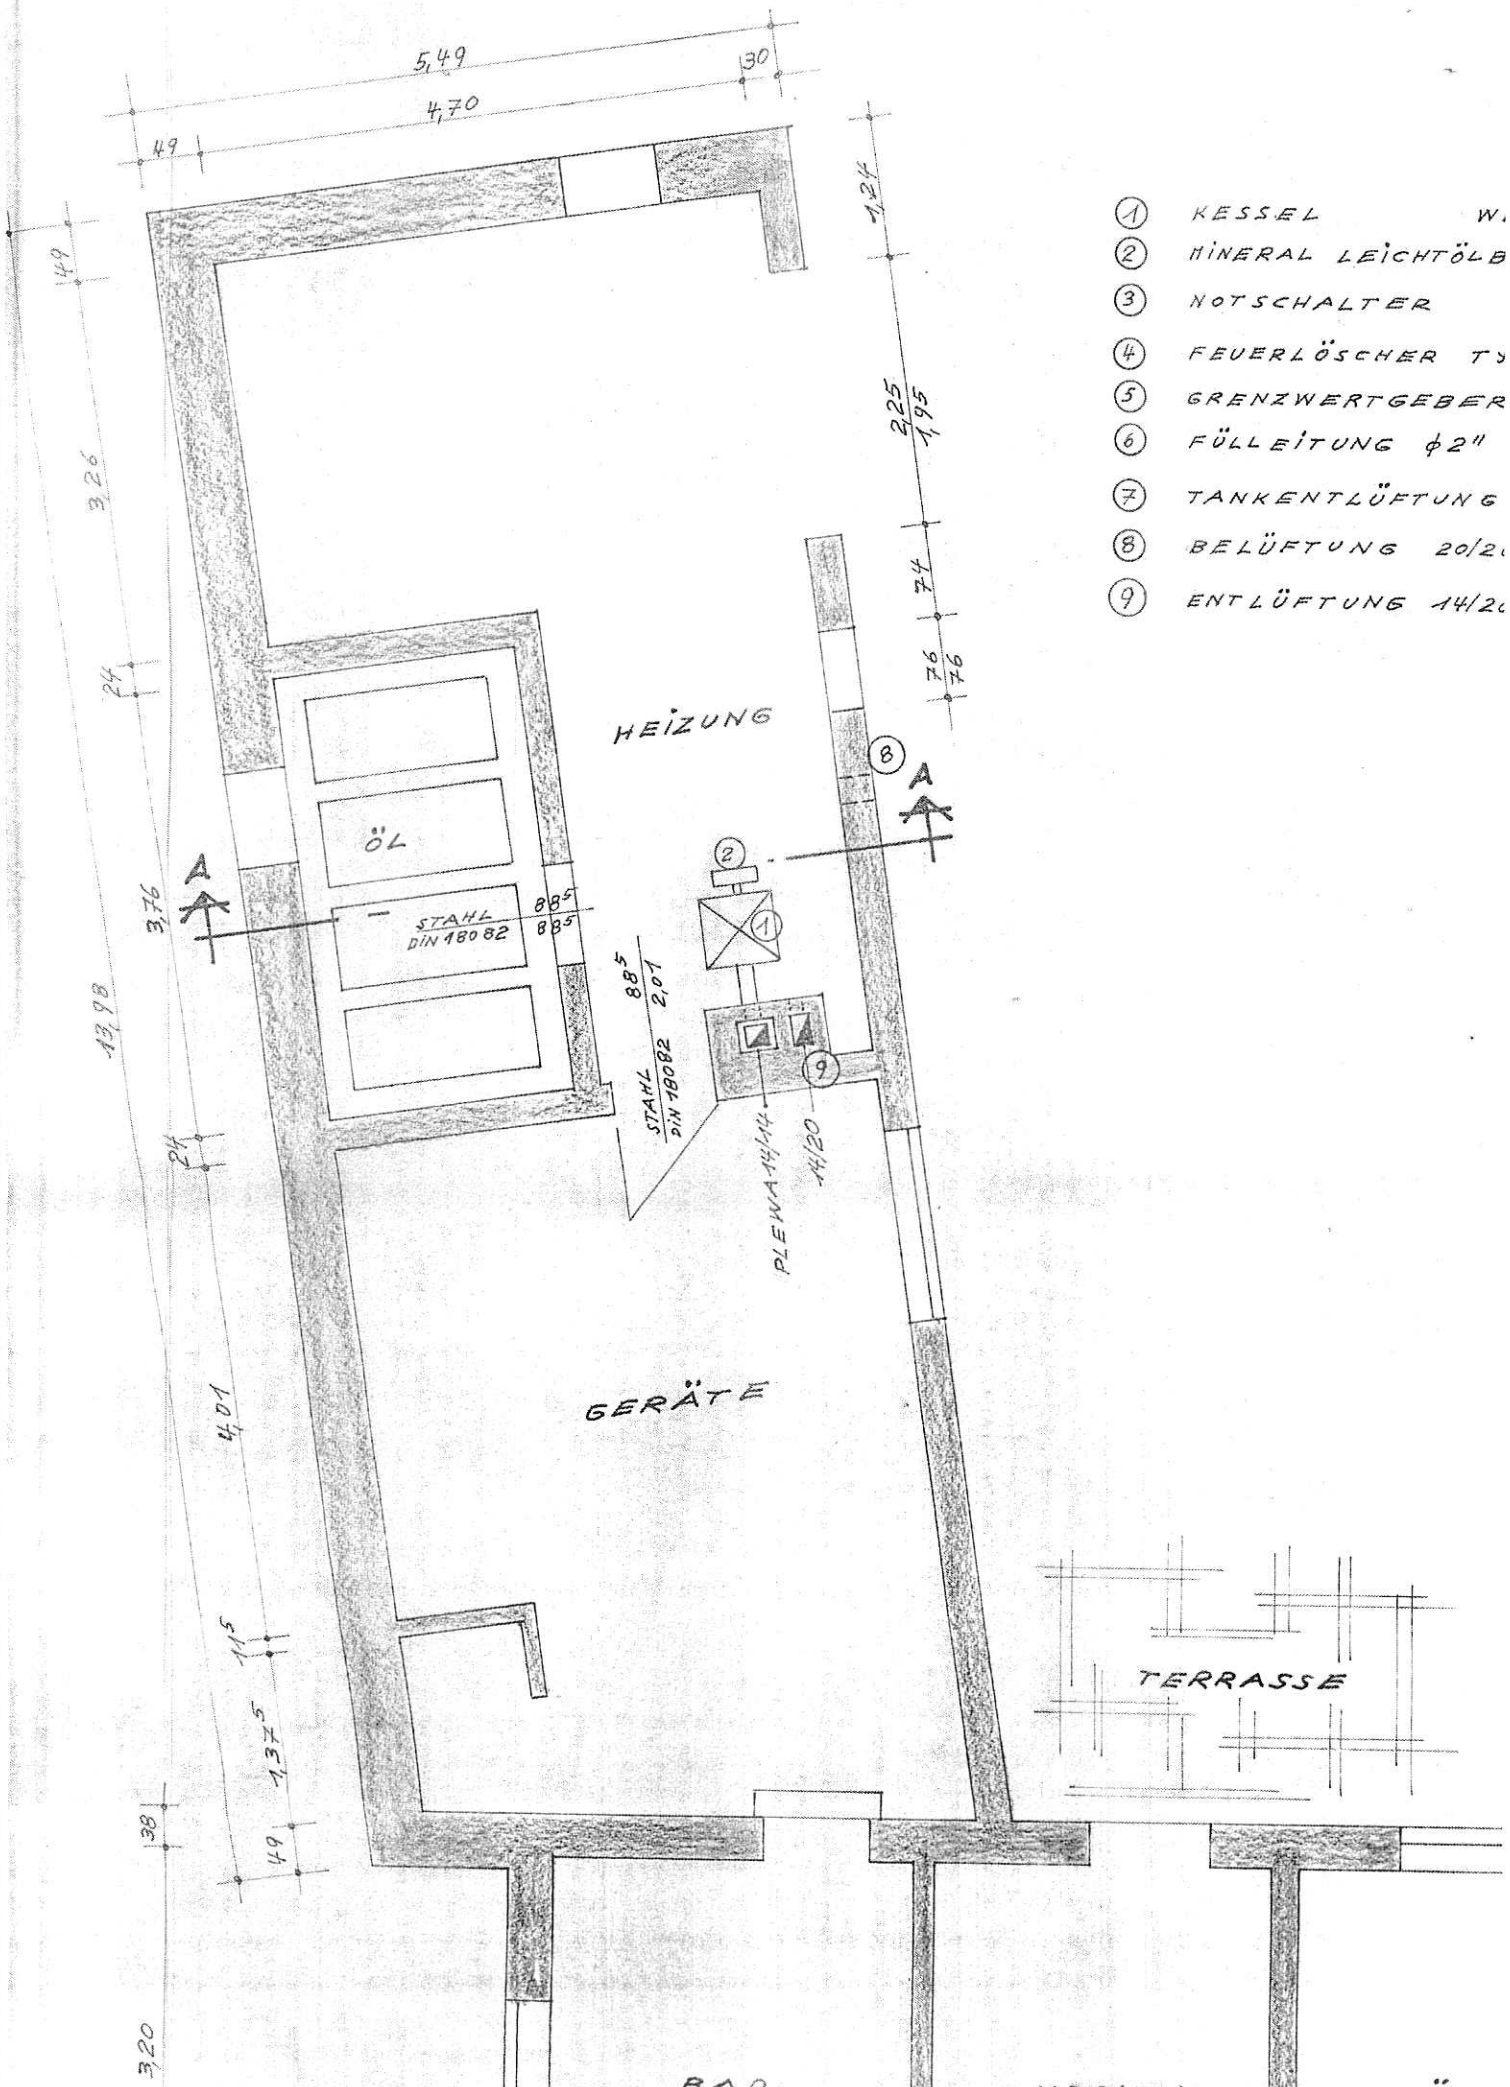 5,49
30
4,70
49
1,24
49
① KESSEL
② MINERAL LEICHTÖLB
③ NOTSCHALTER
④ FEUERLÖSCHER
⑤ GRENZWERTGEBER
⑥ FÜLLEITUNG ϕ2"
⑦ TANKENTLÜFTUNG
⑧ BELÜFTUNG
⑨ ENTLÜFTUNG
2,25
1,95
3,26
74
76
76
24
HEIZUNG
8
A
ÖL
2
A
3,76
STAHL
DIN 18082
88⁵
88⁵
1
88⁵
2,01
STAHL
DIN 18082
13,98
9
PLEWA 14/14
14/20
24
GERÄTE
4,01
11⁵
TERRASSE
1,37⁵
38
49
3,20